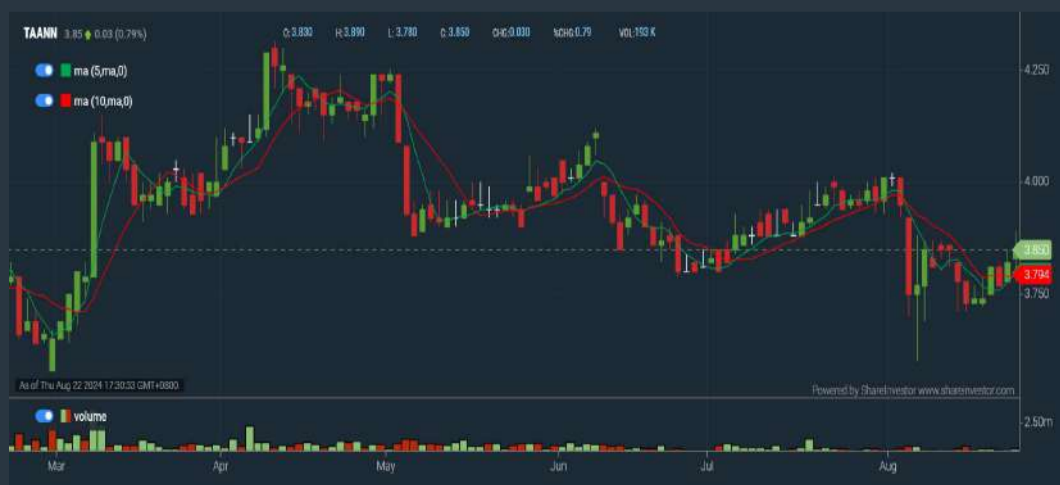 TAANN 3.85 0.03 (0.79%) O:3.830 H:3.890 L: 3.780 C: 3.850 CHG:0.030 %CHG:0.79 VOL:193 K
ma (5,ma,0)
ma (10,ma,0)
4.250
4.000
3.850
3.794
3.750
As of Thu Aug 22 2024 17:30:33 GMT+0800
Powered by ShareInvestor www.shareinvestor.com
volume
2.50m
Mar Apr May Jun Jul Aug